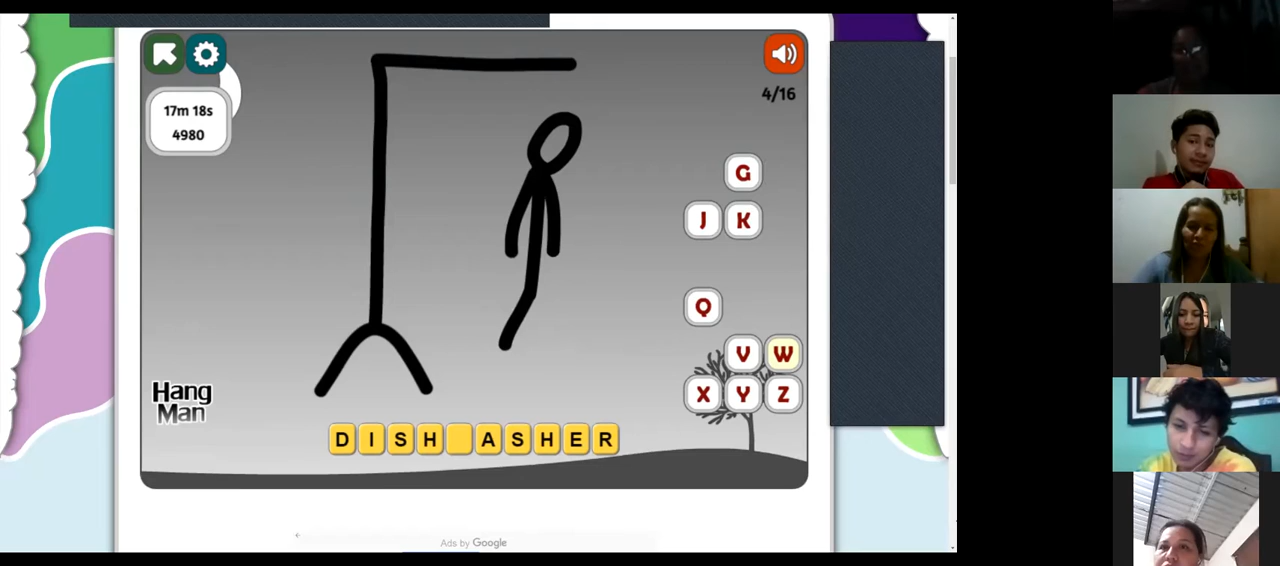 17m 18s
4980
4/16
G
J K
Q
V W
X Y Z
Hang
Man
D I S H A S H E R
Ads by Google